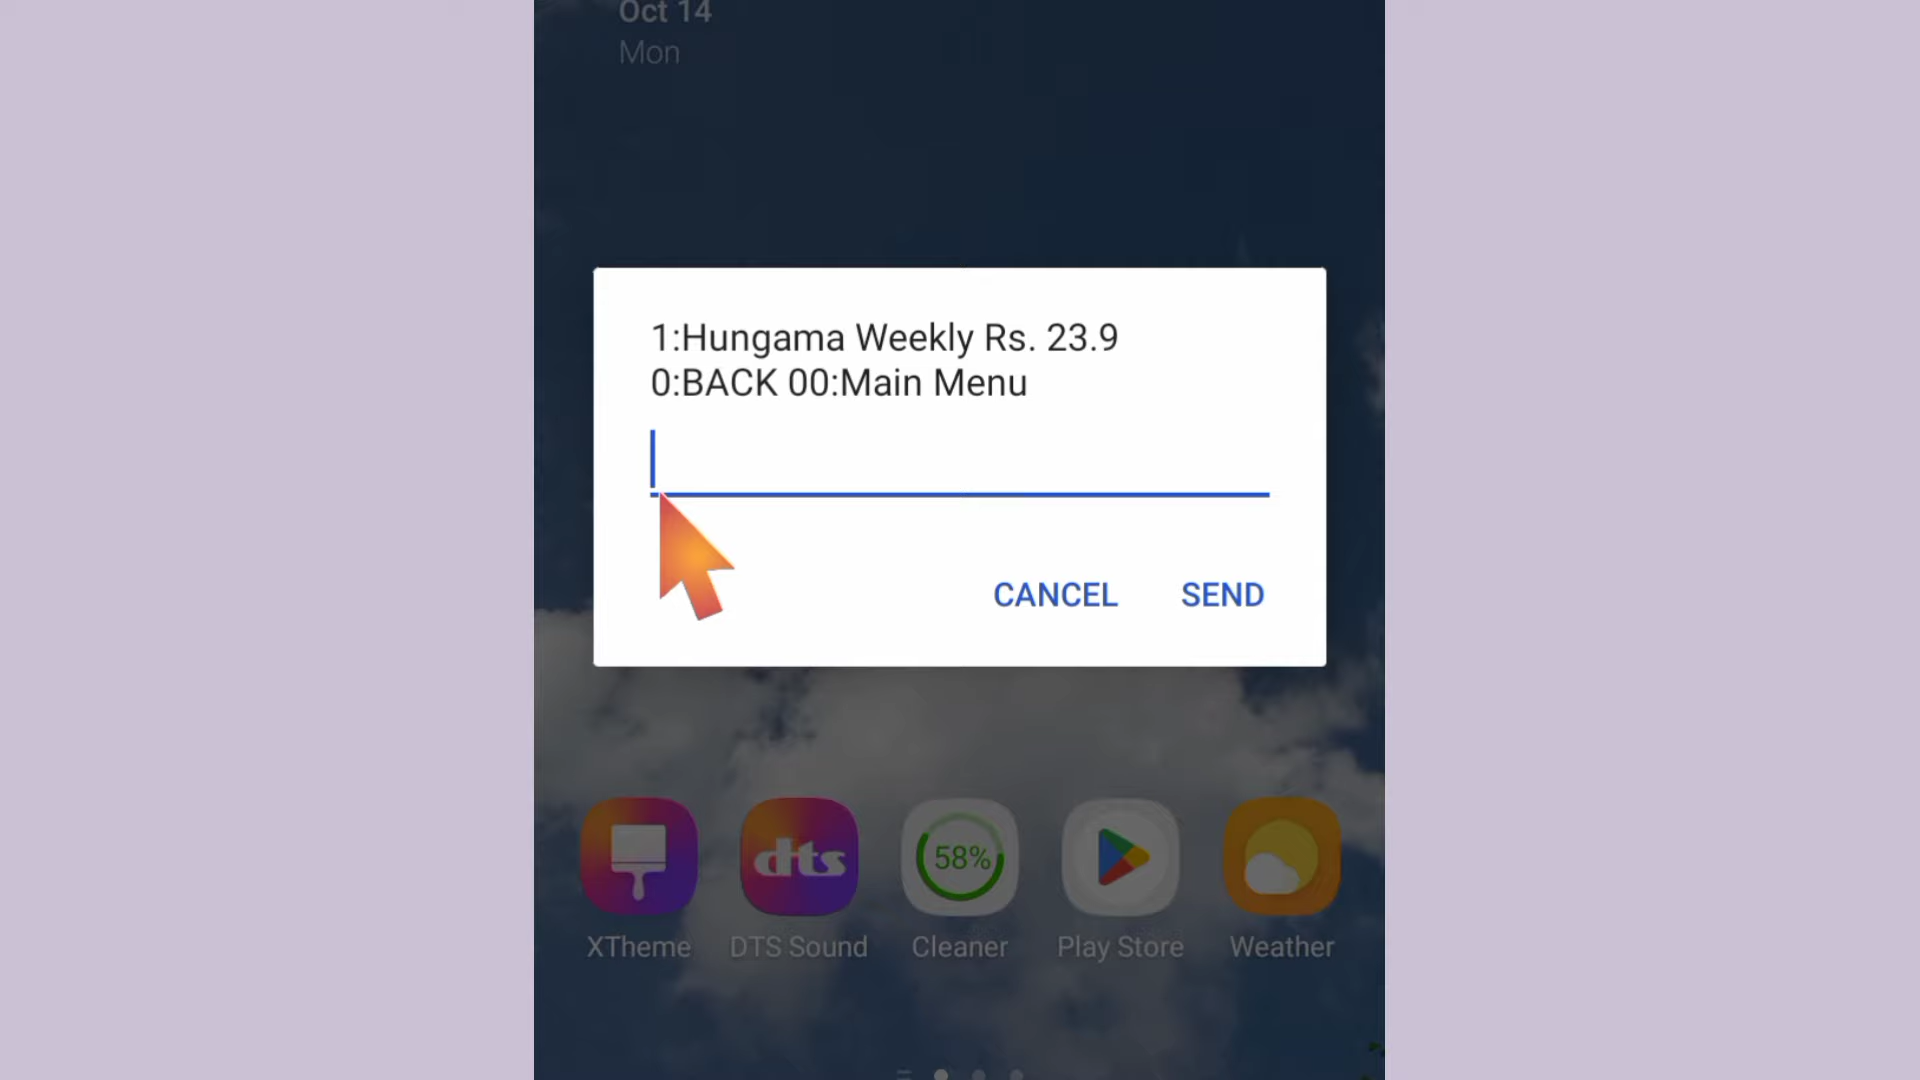 Oct 14
Mon
1:Hungama Weekly Rs. 23.9
0:BACK 00:Main Menu
CANCEL SEND
dts 58%
XTheme DTS Sound Cleaner Play Store Weather